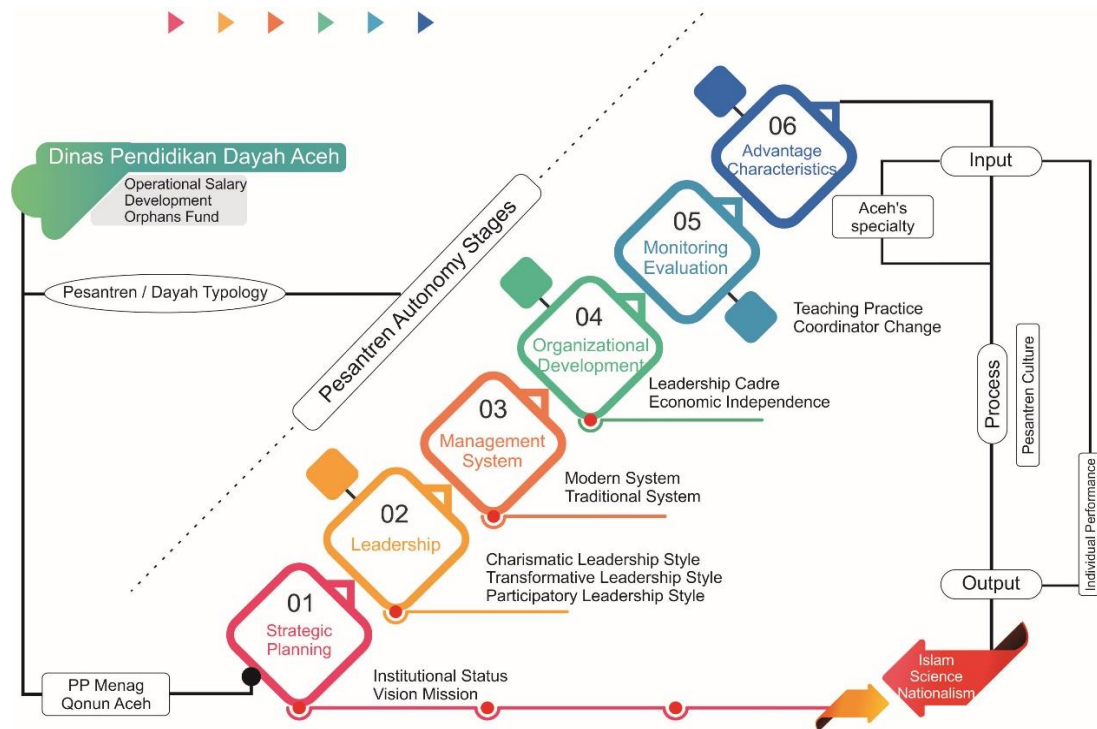 Dinas Pendidikan Dayah Aceh
Operational Salary
Development
Orphans Fund
Pesantren / Dayah Typology
PP Menag
Qonun Aceh
Pesantren Autonomy Stages
01
Strategic
Planning
Institutional Status
Vision Mission
02
Leadership
Charismatic Leadership Style
Transformative Leadership Style
Participatory Leadership Style
03
Management
System
Modern System
Traditional System
04
Organizational
Development
Leadership Cadre
Economic Independence
05
Monitoring
Evaluation
Teaching Practice
Coordinator Change
06
Advantage
Characteristics
Input
Aceh's
specialty
Process
Pesantren Culture
Individual Performance
Output
Islam
Science
Nationalism